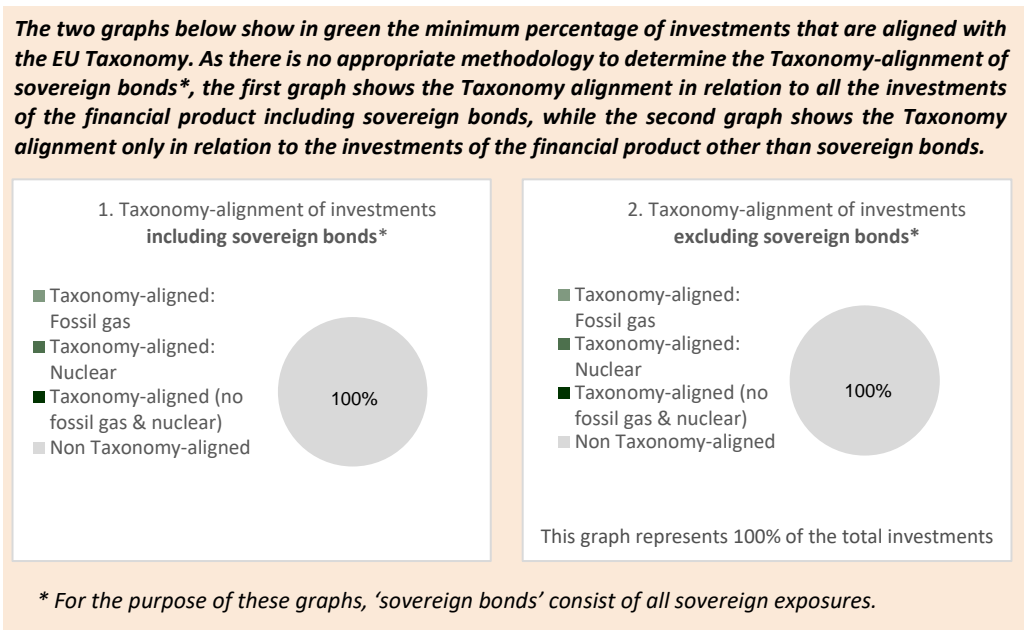 The two graphs below show in green the minimum percentage of investments that are aligned with
the EU Taxonomy. As there is no appropriate methodology to determine the Taxonomy-alignment of
sovereign bonds*, the first graph shows the Taxonomy alignment in relation to all the investments
of the financial product including sovereign bonds, while the second graph shows the Taxonomy
alignment only in relation to the investments of the financial product other than sovereign bonds.
1. Taxonomy-alignment of investments
including sovereign bonds*
Taxonomy-aligned:
Fossil gas
Taxonomy-aligned:
Nuclear
Taxonomy-aligned (no
fossil gas & nuclear)
Non Taxonomy-aligned
100%
2. Taxonomy-alignment of investments
excluding sovereign bonds*
Taxonomy-aligned:
Fossil gas
Taxonomy-aligned:
Nuclear
Taxonomy-aligned (no
fossil gas & nuclear)
Non Taxonomy-aligned
100%
This graph represents 100% of the total investments
* For the purpose of these graphs, ‘sovereign bonds’ consist of all sovereign exposures.